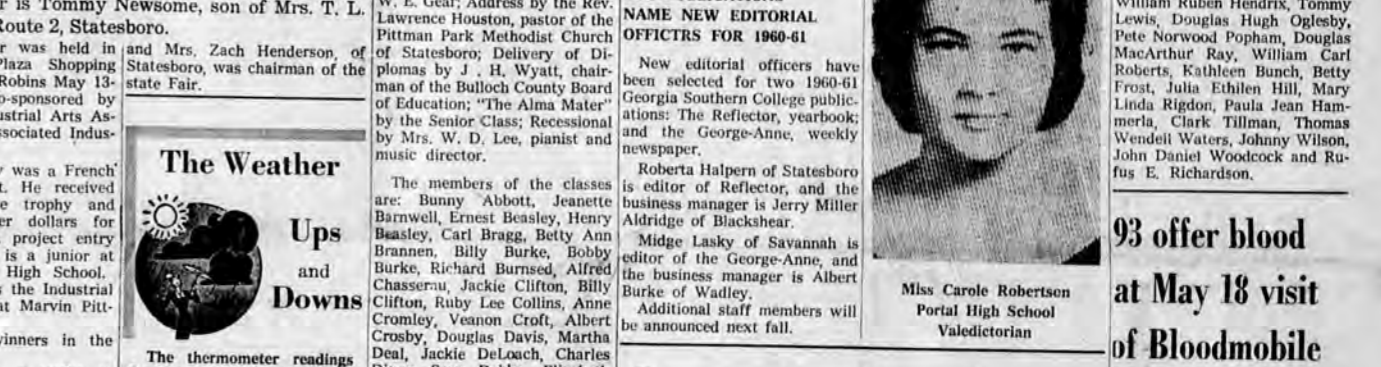 r is Tommy Newsome, son of Mrs. T. L.
Route 2, Statesboro.
r was held in
Plaza Shopping
Robins May 13-
o-sponsored by
ustrial Arts As-
ssociated Indus-
was a French
t. He received
e trophy and
er dollars for
project entry
is a junior at
High School.
s the Industrial
at Marvin Pitt-
vinners in the
and Mrs. Zach Henderson, of
Statesboro, was chairman of the
state Fair.
The Weather
Ups
and
Downs
The thermometer readings
W. E. Gear; Address by the Rev.
Lawrence Houston, pastor of the
Pittman Park Methodist Church
of Statesboro; Delivery of Di-
plomas by J . H. Wyatt, chair-
man of the Bulloch County Board
of Education; "The Alma Mater"
by the Senior Class; Recessional
by Mrs. W. D. Lee, pianist and
music director.
The members of the classes
are: Bunny Abbott, Jeanette
Barnwell, Ernest Beasley, Henry
Beasley, Carl Bragg, Betty Ann
Brannen, Billy Burke, Bobby
Burke, Richard Burnsed, Alfred
Chassereau, Jackie Clifton, Billy
Clifton, Ruby Lee Collins, Anne
Cromley, Veanon Croft, Albert
Crosby, Douglas Davis, Martha
Deal, Jackie DeLoach, Charles
NAME NEW EDITORIAL
OFFICTRS FOR 1960-61
New editorial officers have
been selected for two 1960-61
Georgia Southern College public-
ations: The Reflector, yearbook;
and the George-Anne, weekly
newspaper.
Roberta Halpern of Statesboro
is editor of Reflector, and the
business manager is Jerry Miller
Aldridge of Blackshear.
Midge Lasky of Savannah is
editor of the George-Anne, and
the business manager is Albert
Burke of Wadley.
Additional staff members will
be announced next fall.
Miss Carole Robertson
Portal High School
Valedictorian
William Ruben Hendrix, Tommy
Lewis, Douglas Hugh Oglesby,
Pete Norwood Popham, Douglas
MacArthur Ray, William Carl
Roberts, Kathleen Bunch, Betty
Frost, Julia Ethilen Hill, Mary
Linda Rigdon, Paula Jean Ham-
merla, Clark Tillman, Thomas
Wendell Waters, Johnny Wilson,
John Daniel Woodcock and Ru-
fus E. Richardson.
93 offer blood
at May 18 visit
of Bloodmobile